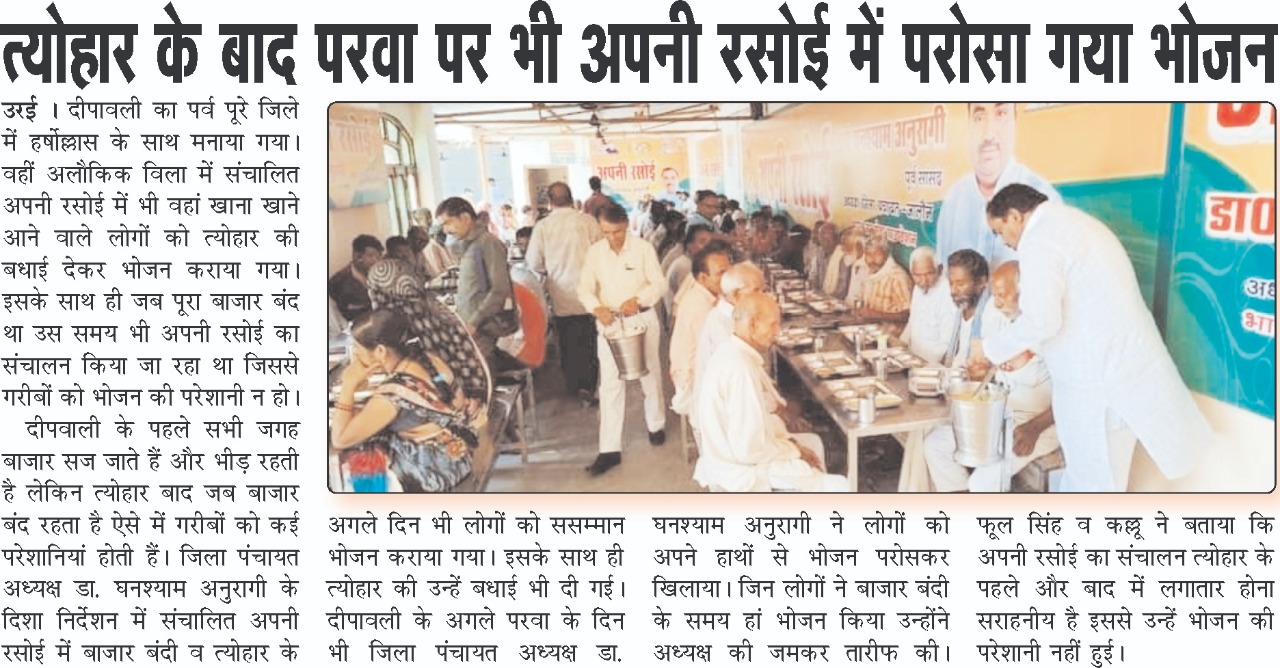 त्योहार के बाद परवा पर भी अपनी रसोई में परोसा गया भोजन
उरई । दीपावली का पर्व पूरे जिले
में हर्षोल्लास के साथ मनाया गया।
वहीं अलौकिक विला में संचालित
अपनी रसोई में भी वहां खाना खाने
आने वाले लोगों को त्योहार की
बधाई देकर भोजन कराया गया।
इसके साथ ही जब पूरा बाजार बंद
था उस समय भी अपनी रसोई का
संचालन किया जा रहा था जिससे
गरीबों को भोजन की परेशानी न हो।
दीपवाली के पहले सभी जगह
बाजार सज जाते हैं और भीड़ रहती
है लेकिन त्योहार बाद जब बाजार
बंद रहता है ऐसे में गरीबों को कई
परेशानियां होती हैं। जिला पंचायत
अध्यक्ष डा. घनश्याम अनुरागी के
दिशा निर्देशन में संचालित अपनी
रसोई में बाजार बंदी व त्योहार के
अगले दिन भी लोगों को ससम्मान
भोजन कराया गया। इसके साथ ही
त्योहार की उन्हें बधाई भी दी गई।
दीपावली के अगले परवा के दिन
भी जिला पंचायत अध्यक्ष डा.
घनश्याम अनुरागी ने लोगों को
अपने हाथों से भोजन परोसकर
खिलाया। जिन लोगों ने बाजार बंदी
के समय हां भोजन किया उन्होंने
अध्यक्ष की जमकर तारीफ की।
फूल सिंह व कल्लू ने बताया कि
अपनी रसोई का संचालन त्योहार के
पहले और बाद में लगातार होना
सराहनीय है इससे उन्हें भोजन की
परेशानी नहीं हुई।
रसोई
अपनी रसोई
अनुरागी
पूर्व सांसद
डा0